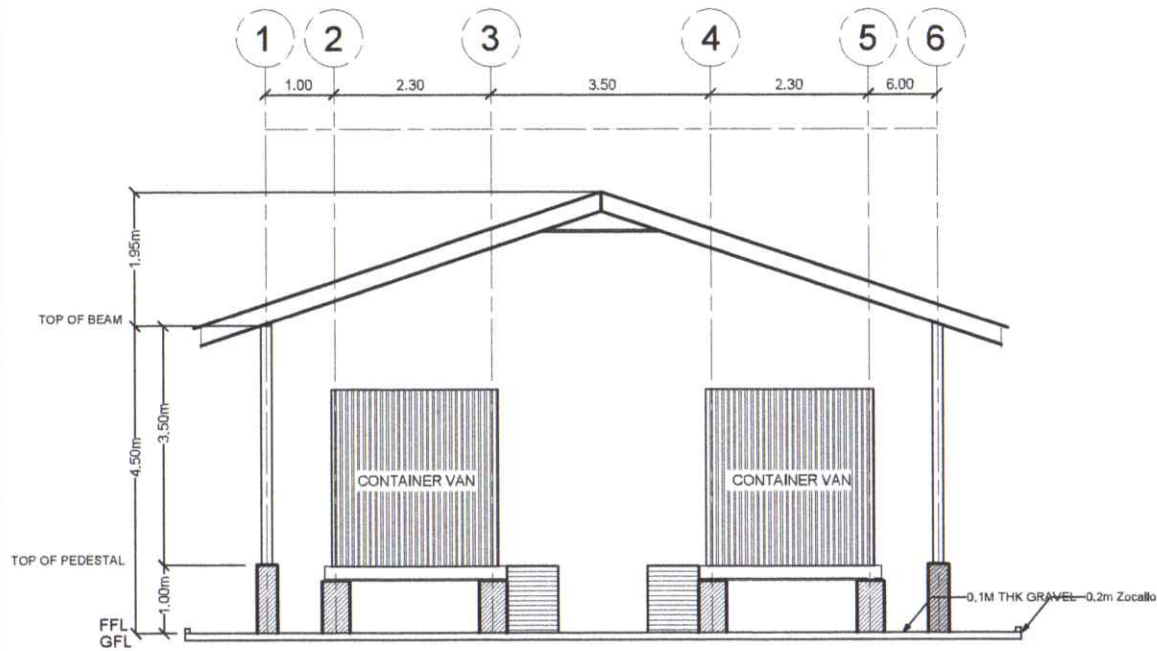 1 2 3 4 5 6
1.00 2.30 3.50 2.30 6.00
1.95m
TOP OF BEAM
3.50m
4.50m
CONTAINER VAN CONTAINER VAN
TOP OF PEDESTAL
1.00m
0.1M THK GRAVEL 0.2m Zocallo
FFL
GFL